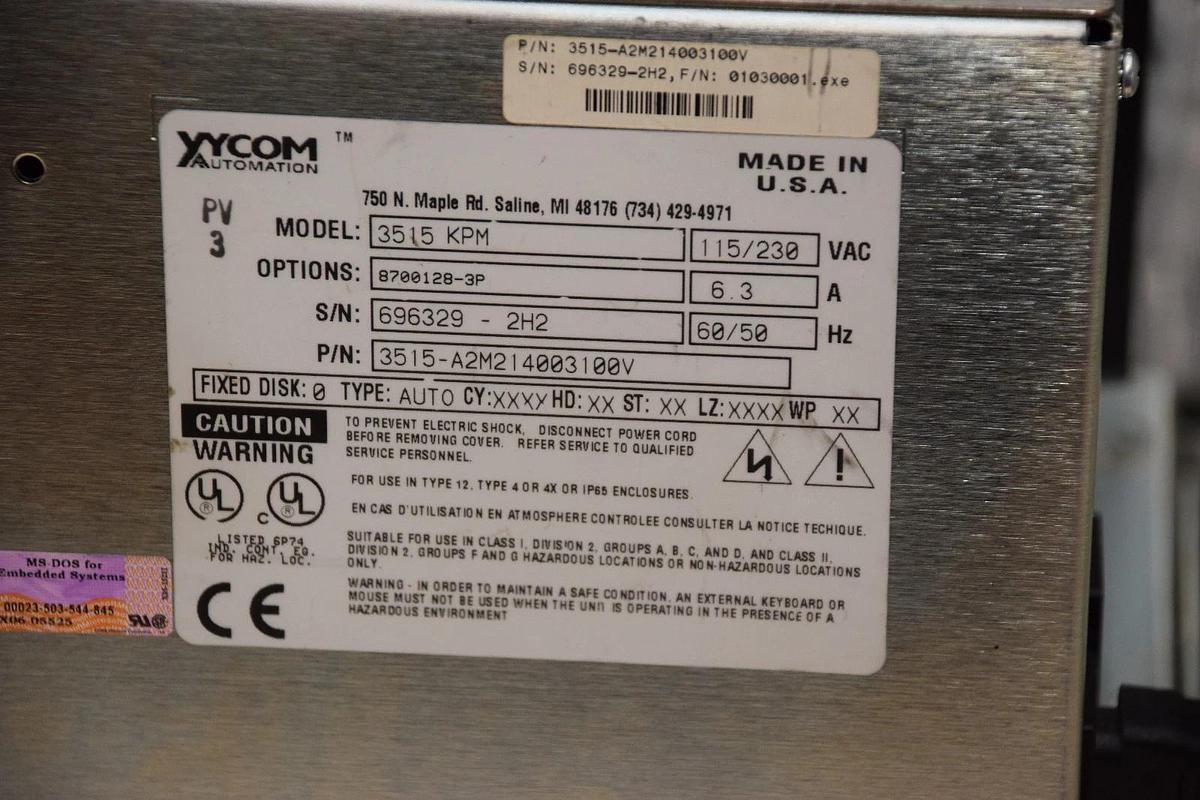 P/N: 3515-A2M214003100V
S/N: 696329-2H2, F/N: 01030001.exe
XYCOM ™
AUTOMATION
MADE IN
U.S.A.
750 N. Maple Rd. Saline, MI 48176 (734) 429-4971
PV
3
MODEL: 3515 KPM 115/230 VAC
OPTIONS: 8700128-3P 6.3 A
S/N: 696329 - 2H2 60/50 Hz
P/N: 3515-A2M214003100V
FIXED DISK: 0 TYPE: AUTO CY:XXXX HD: XX ST: XX LZ:XXXX WP XX
CAUTION
WARNING
TO PREVENT ELECTRIC SHOCK, DISCONNECT POWER CORD
BEFORE REMOVING COVER. REFER SERVICE TO QUALIFIED
SERVICE PERSONNEL.
FOR USE IN TYPE 12, TYPE 4 OR 4X OR IP65 ENCLOSURES.
EN CAS D'UTILISATION EN ATMOSPHERE CONTROLEE CONSULTER LA NOTICE TECHIQUE.
SUITABLE FOR USE IN CLASS I, DIVISION 2, GROUPS A, B, C, AND D, AND CLASS II,
DIVISION 2, GROUPS F AND G HAZARDOUS LOCATIONS OR NON-HAZARDOUS LOCATIONS
ONLY.
WARNING - IN ORDER TO MAINTAIN A SAFE CONDITION, AN EXTERNAL KEYBOARD OR
MOUSE MUST NOT BE USED WHEN THE UNIT IS OPERATING IN THE PRESENCE OF A
HAZARDOUS ENVIRONMENT
UL ® C UL ®
LISTED 6P74
IND. CONT. EQ.
FOR HAZ. LOC.
CE
MS-DOS for
Embedded Systems
00023-503-544-845
X06-05525